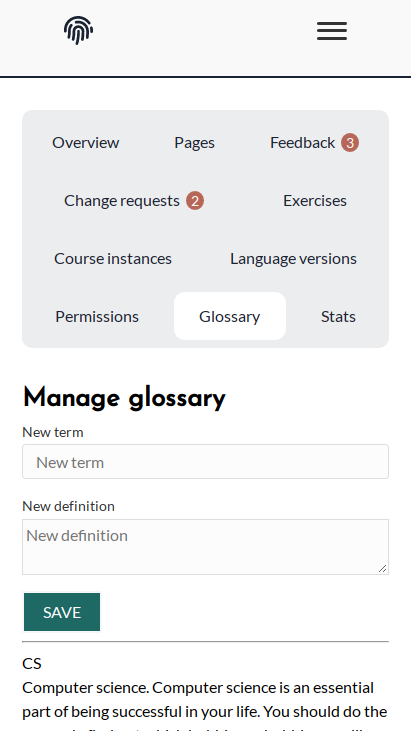 Overview Pages Feedback 3
Change requests 2 Exercises
Course instances Language versions
Permissions Glossary Stats
Manage glossary
New term
New term
New definition
New definition
SAVE
CS
Computer science. Computer science is an essential
part of being successful in your life. You should do the